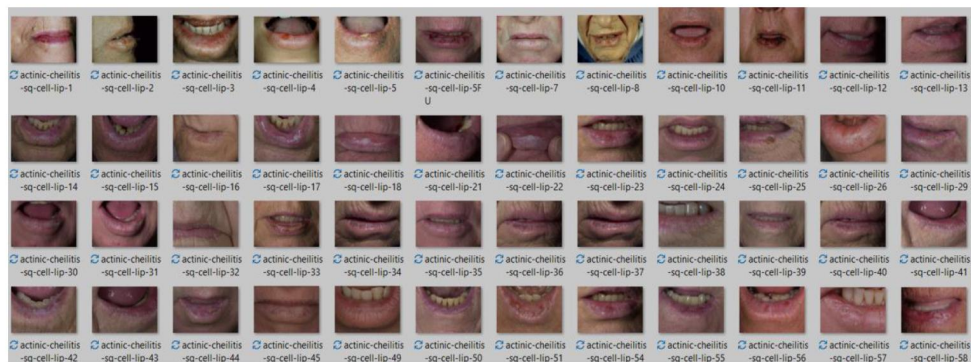 actinic-cheilitis actinic-cheilitis actinic-cheilitis actinic-cheilitis actinic-cheilitis actinic-cheilitis actinic-cheilitis actinic-cheilitis actinic-cheilitis actinic-cheilitis actinic-cheilitis actinic-cheilitis
-sq-cell-lip-1 -sq-cell-lip-2 -sq-cell-lip-3 -sq-cell-lip-4 -sq-cell-lip-5 -sq-cell-lip-5F -sq-cell-lip-7 -sq-cell-lip-8 -sq-cell-lip-10 -sq-cell-lip-11 -sq-cell-lip-12 -sq-cell-lip-13
U
actinic-cheilitis actinic-cheilitis actinic-cheilitis actinic-cheilitis actinic-cheilitis actinic-cheilitis actinic-cheilitis actinic-cheilitis actinic-cheilitis actinic-cheilitis actinic-cheilitis actinic-cheilitis
-sq-cell-lip-14 -sq-cell-lip-15 -sq-cell-lip-16 -sq-cell-lip-17 -sq-cell-lip-18 -sq-cell-lip-21 -sq-cell-lip-22 -sq-cell-lip-23 -sq-cell-lip-24 -sq-cell-lip-25 -sq-cell-lip-26 -sq-cell-lip-29
actinic-cheilitis actinic-cheilitis actinic-cheilitis actinic-cheilitis actinic-cheilitis actinic-cheilitis actinic-cheilitis actinic-cheilitis actinic-cheilitis actinic-cheilitis actinic-cheilitis actinic-cheilitis
-sq-cell-lip-30 -sq-cell-lip-31 -sq-cell-lip-32 -sq-cell-lip-33 -sq-cell-lip-34 -sq-cell-lip-35 -sq-cell-lip-36 -sq-cell-lip-37 -sq-cell-lip-38 -sq-cell-lip-39 -sq-cell-lip-40 -sq-cell-lip-41
actinic-cheilitis actinic-cheilitis actinic-cheilitis actinic-cheilitis actinic-cheilitis actinic-cheilitis actinic-cheilitis actinic-cheilitis actinic-cheilitis actinic-cheilitis actinic-cheilitis actinic-cheilitis
-sq-cell-lip-42 -sq-cell-lip-43 -sq-cell-lip-44 -sq-cell-lip-45 -sq-cell-lip-49 -sq-cell-lip-50 -sq-cell-lip-51 -sq-cell-lip-54 -sq-cell-lip-55 -sq-cell-lip-56